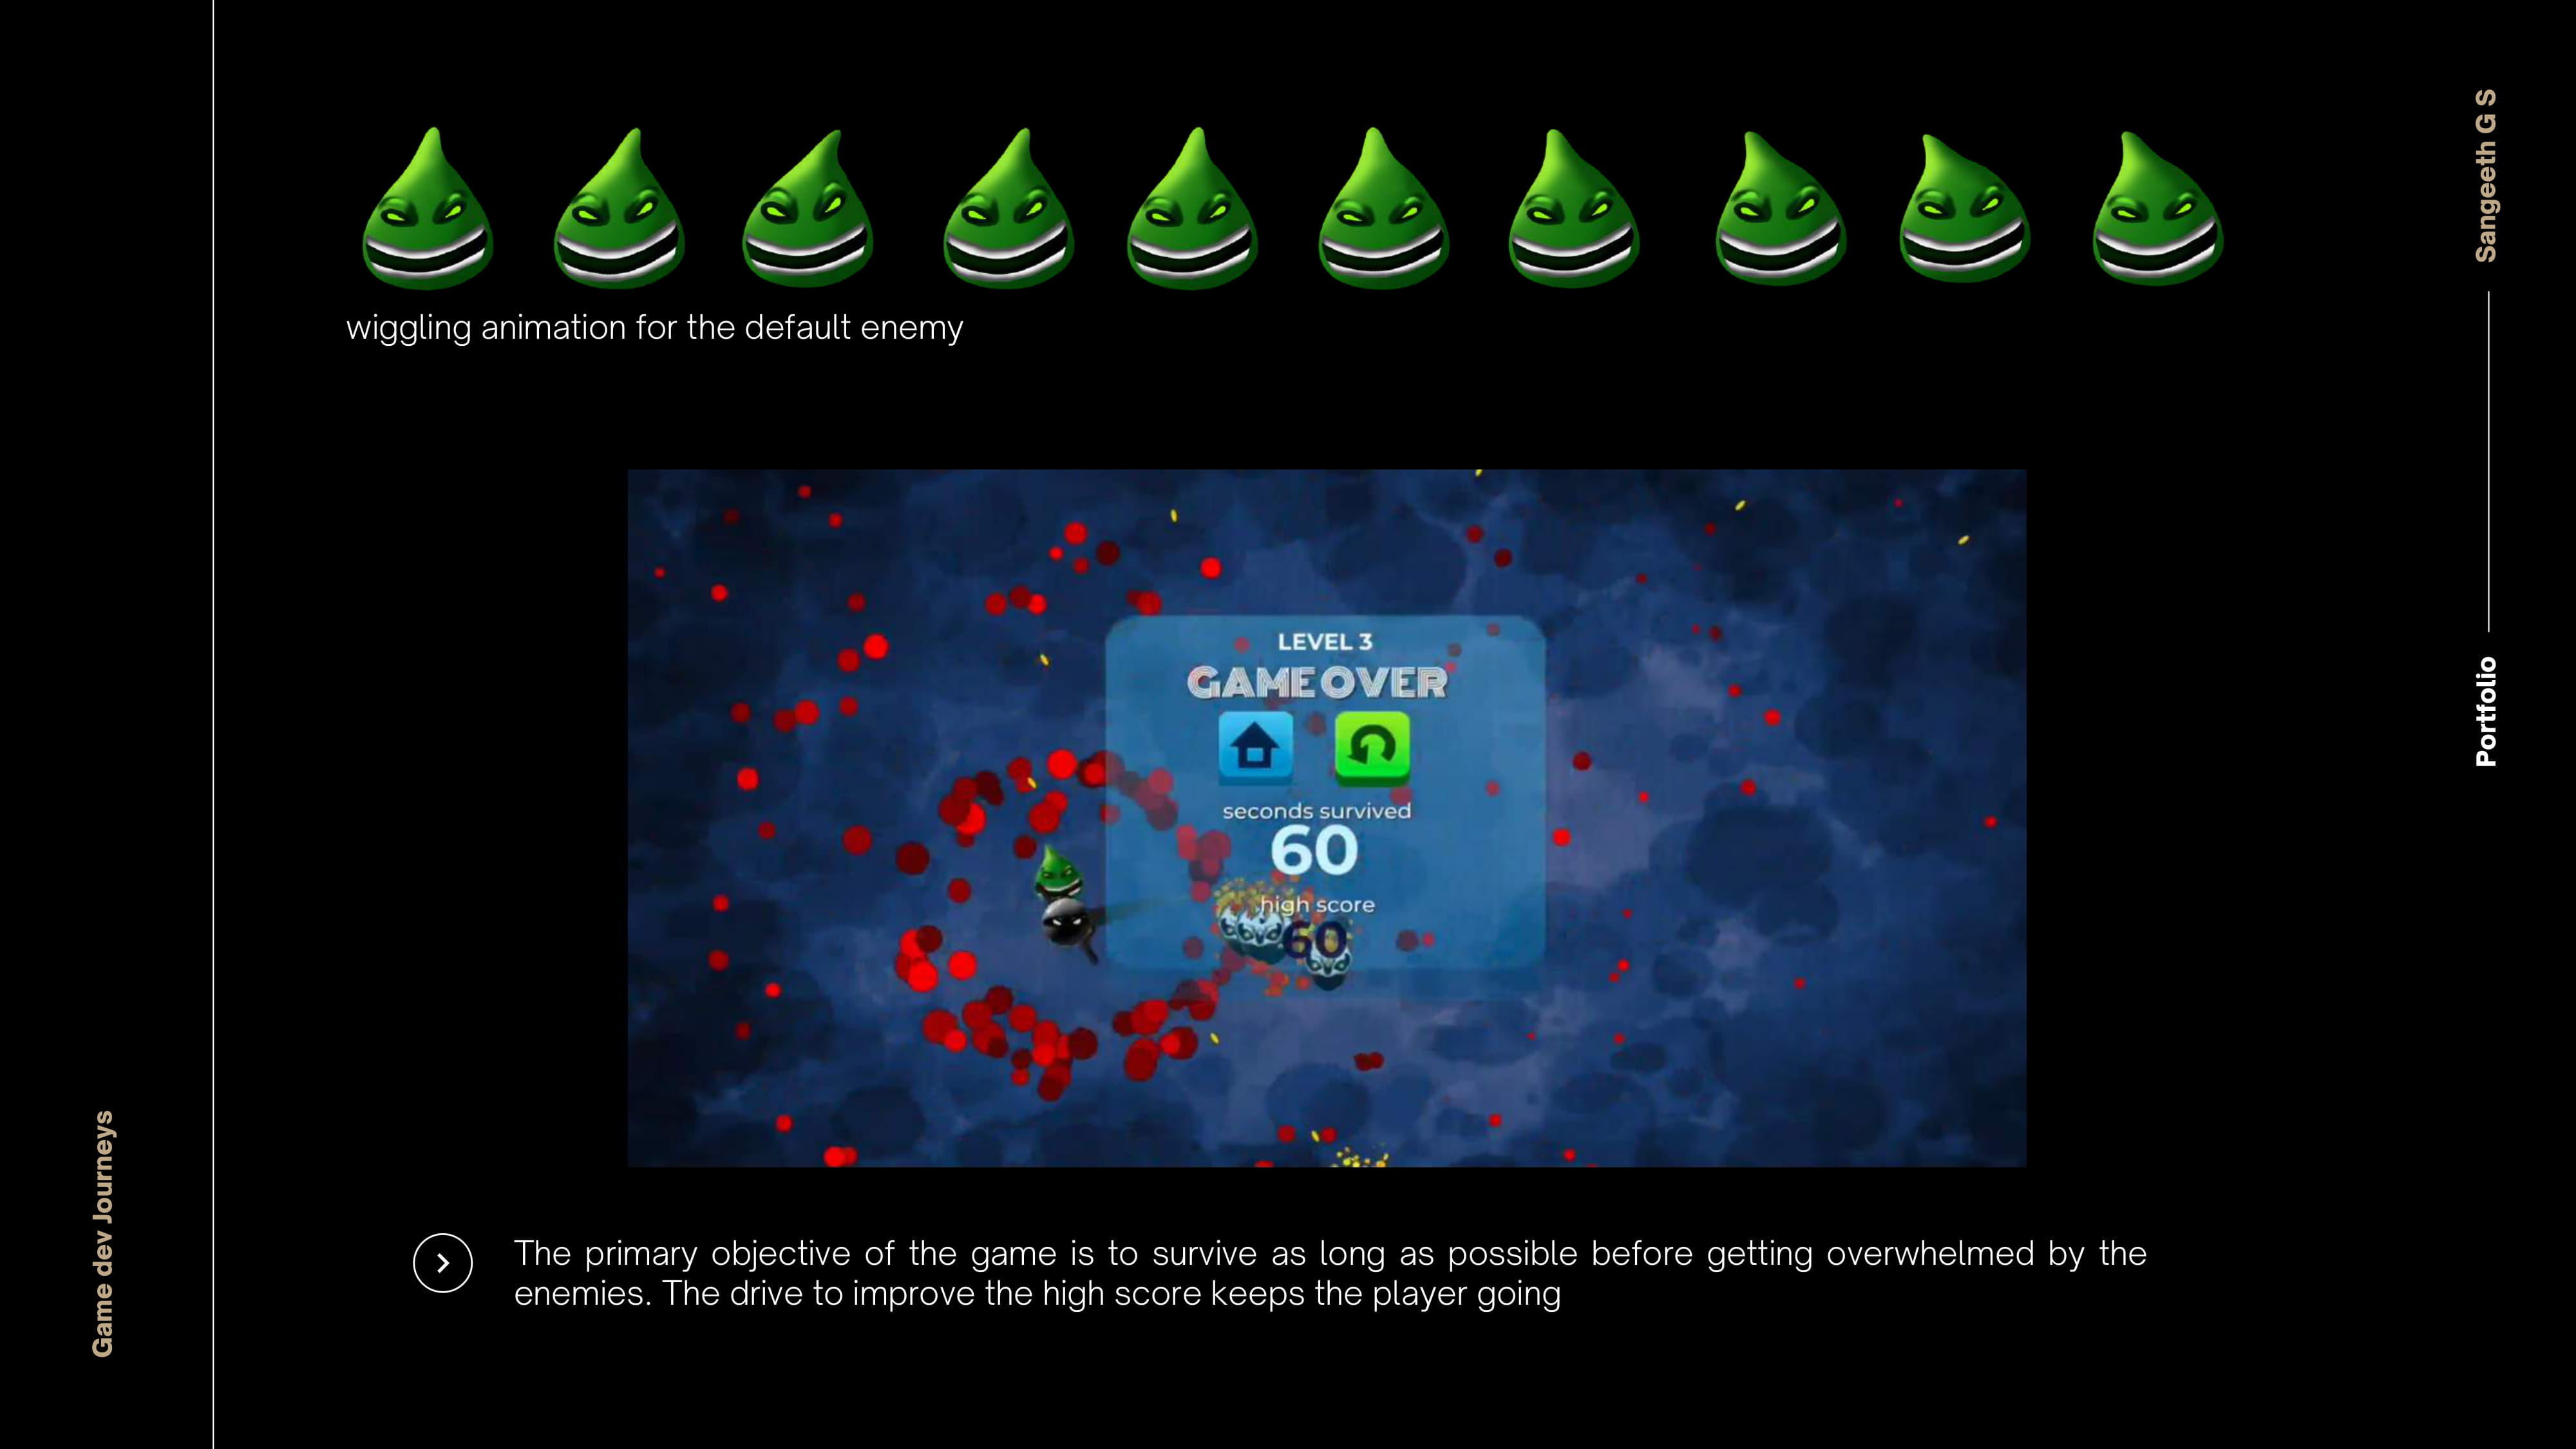 wiggling animation for the default enemy
LEVEL 3
GAME OVER
seconds survived
60
high score
60
The primary objective of the game is to survive as long as possible before getting overwhelmed by the
enemies. The drive to improve the high score keeps the player going
Game dev Journeys
Sangeeth G S
Portfolio